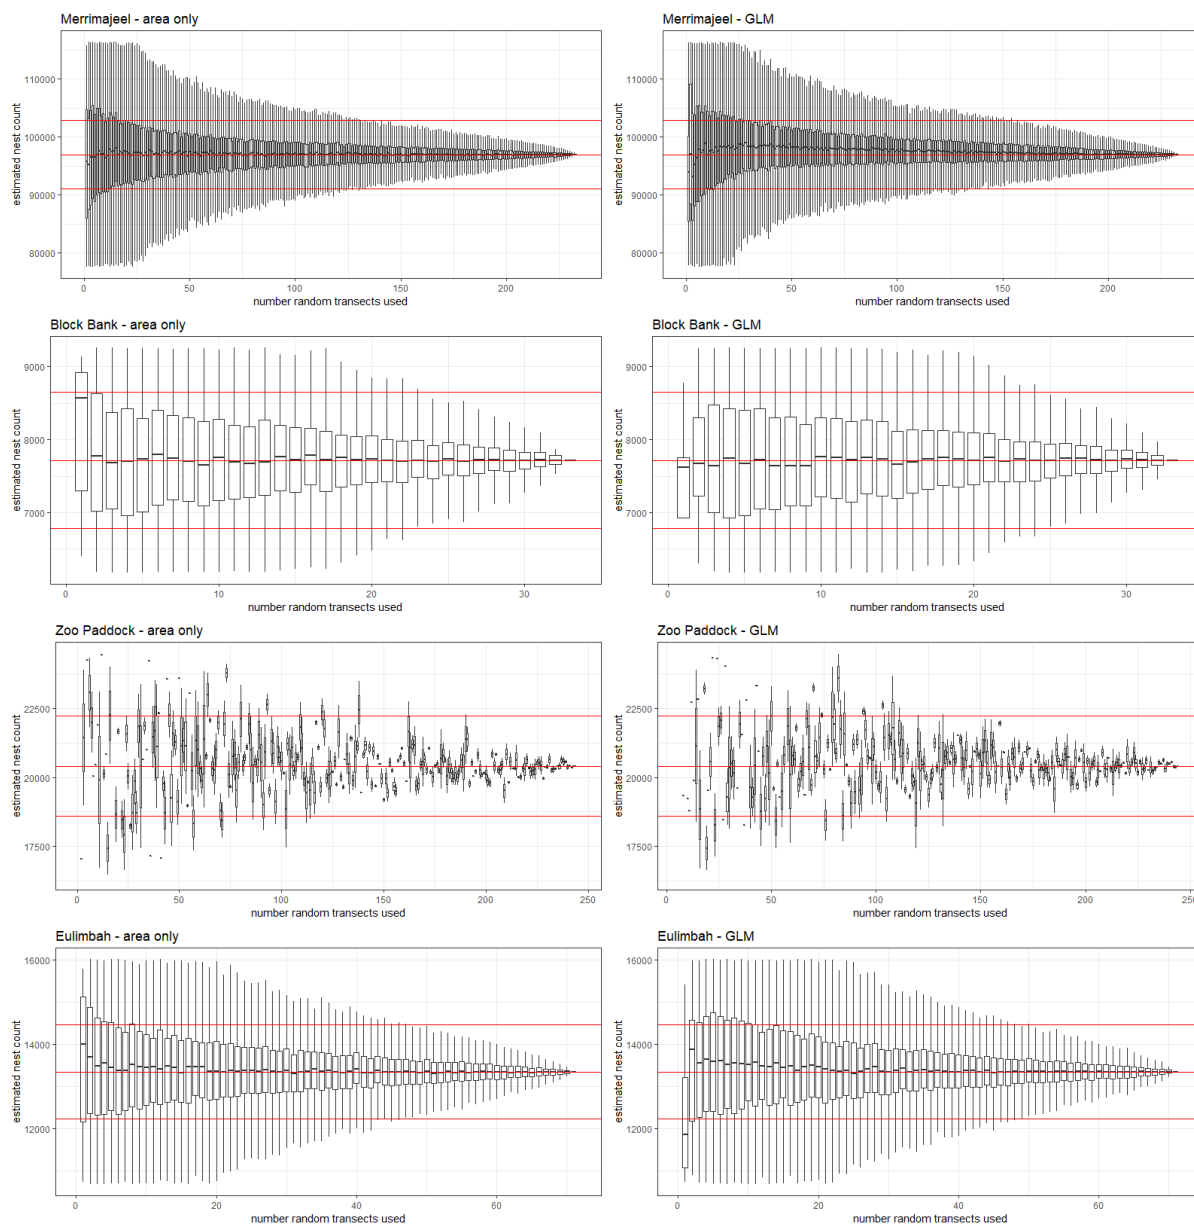 Merrimajeel - area only
estimated nest count
110000
100000
90000
80000
0 50 100 150 200
number random transects used
Merrimajeel - GLM
estimated nest count
110000
100000
90000
80000
0 50 100 150 200
number random transects used
Block Bank - area only
estimated nest count
9000
8000
7000
0 10 20 30
number random transects used
Block Bank - GLM
estimated nest count
9000
8000
7000
0 10 20 30
number random transects used
Zoo Paddock - area only
estimated nest count
22500
20000
17500
0 50 100 150 200 250
number random transects used
Zoo Paddock - GLM
estimated nest count
22500
20000
17500
0 50 100 150 200 250
number random transects used
Eulimbah - area only
estimated nest count
16000
14000
12000
0 20 40 60
number random transects used
Eulimbah - GLM
estimated nest count
16000
14000
12000
0 20 40 60
number random transects used